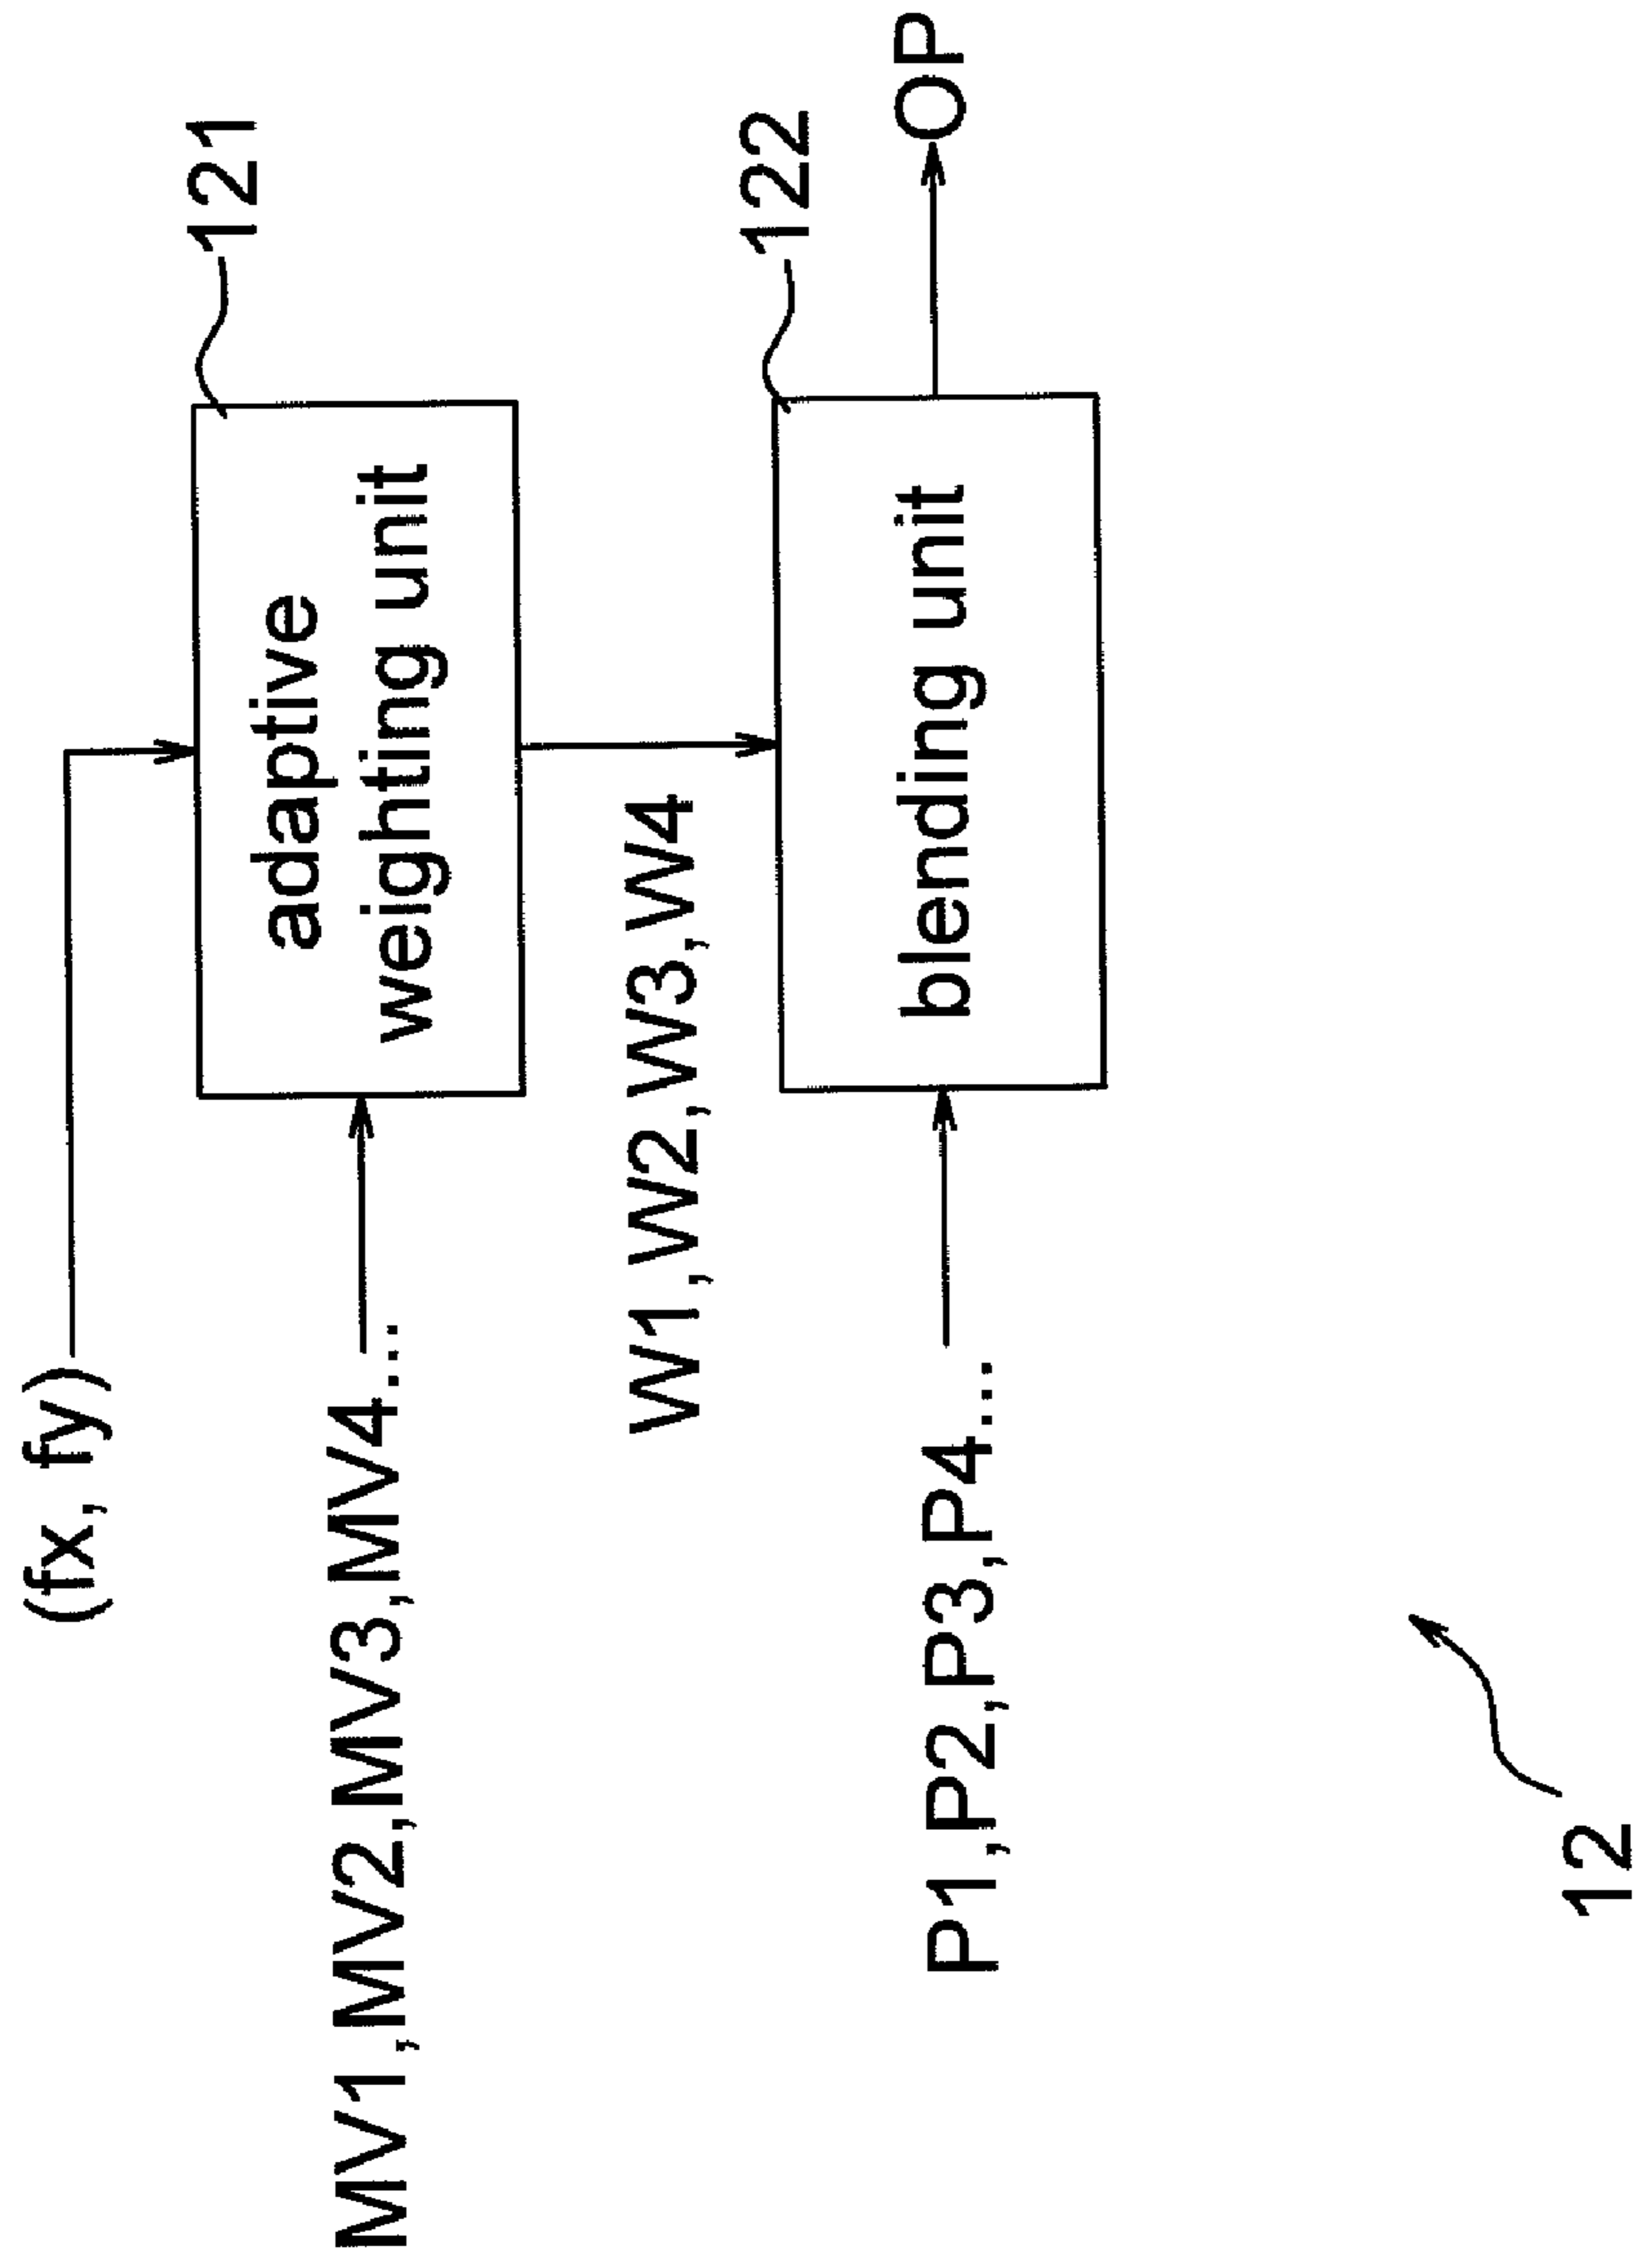 (fx, fy)
121
adaptive
weighting unit
MV1,MV2,MV3,MV4...
W1,W2,W3,W4
122
blending unit
P1,P2,P3,P4...
OP
12